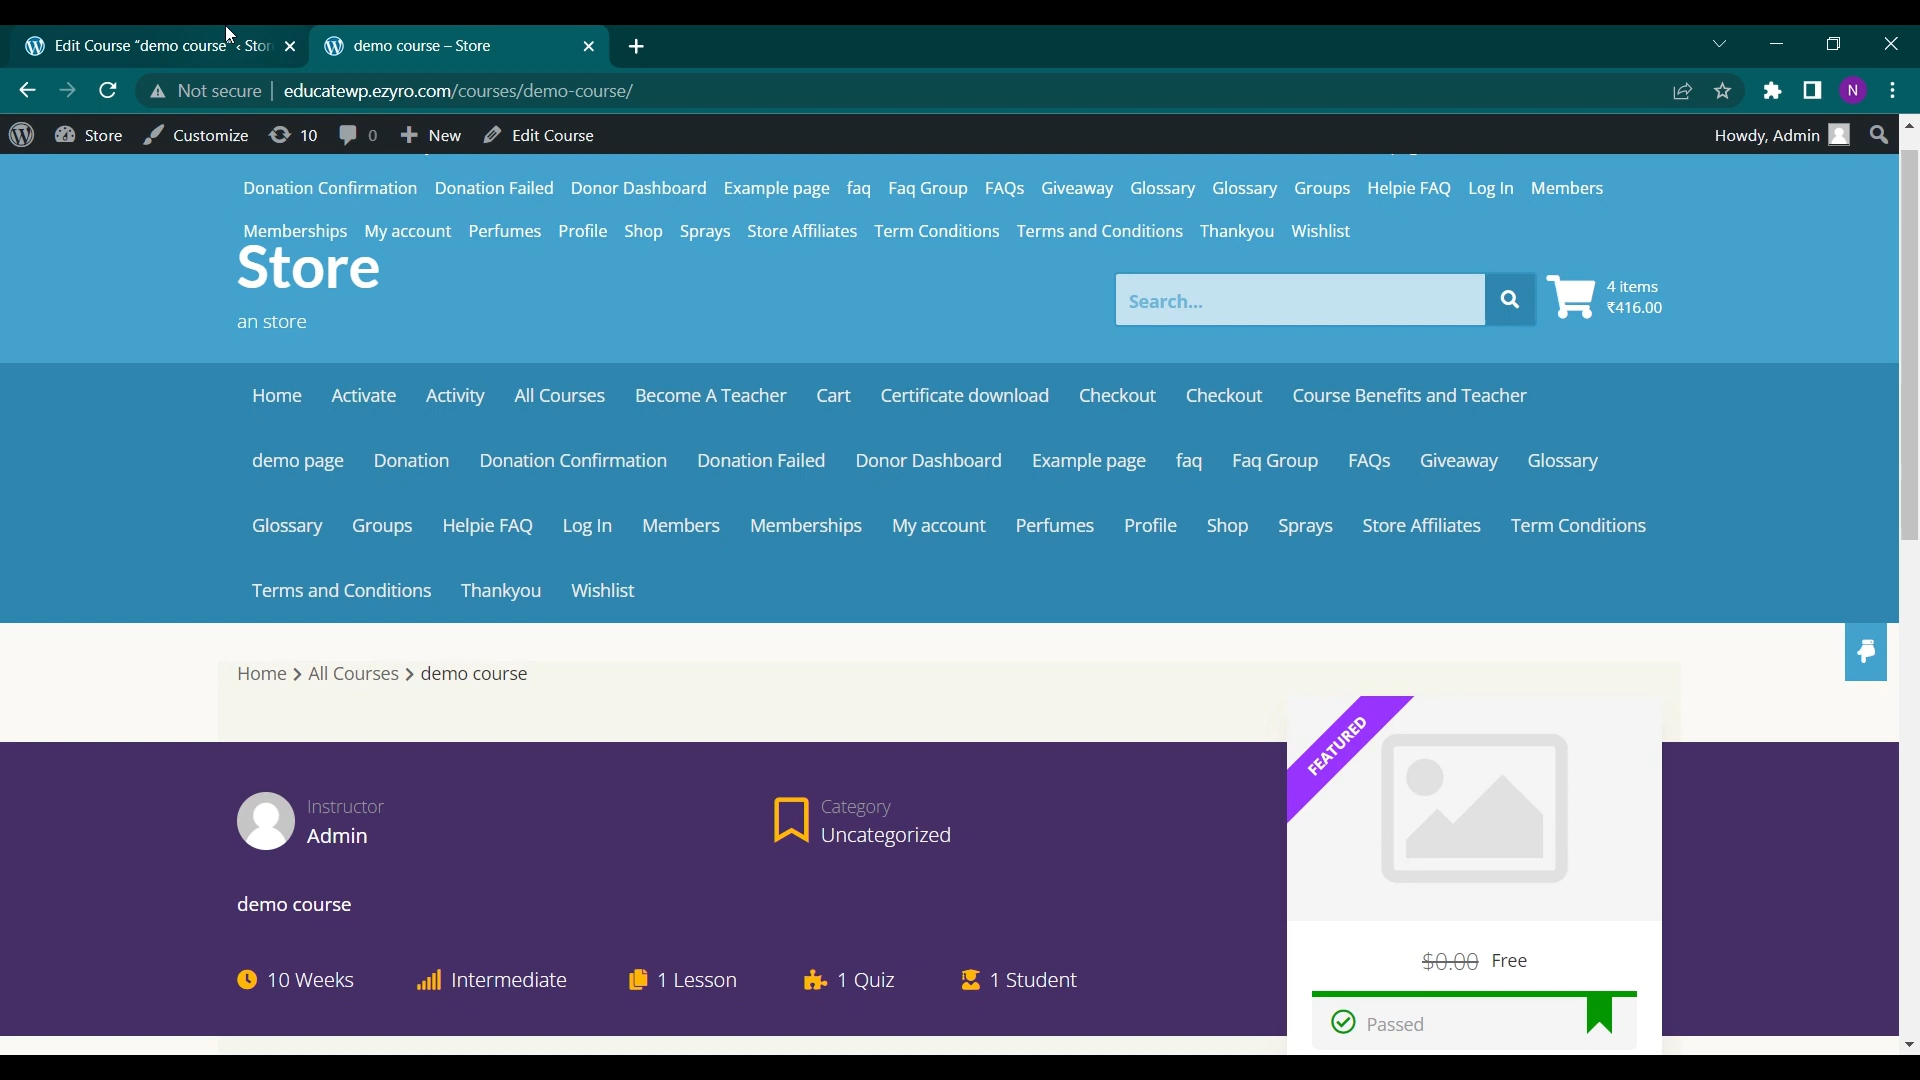 Edit Course “demo course” ‹ Stor
demo course – Store
Not secure | educatewp.ezyro.com/courses/demo-course/
N
Store Customize 10 0 New Edit Course
Howdy, Admin
Donation Confirmation Donation Failed Donor Dashboard Example page faq Faq Group FAQs Giveaway Glossary Glossary Groups Helpie FAQ Log In Members
Memberships My account Perfumes Profile Shop Sprays Store Affiliates Term Conditions Terms and Conditions Thankyou Wishlist
Store
an store
Search...
4 items
₹416.00
Home Activate Activity All Courses Become A Teacher Cart Certificate download Checkout Checkout Course Benefits and Teacher
demo page Donation Donation Confirmation Donation Failed Donor Dashboard Example page faq Faq Group FAQs Giveaway Glossary
Glossary Groups Helpie FAQ Log In Members Memberships My account Perfumes Profile Shop Sprays Store Affiliates Term Conditions
Terms and Conditions Thankyou Wishlist
Home > All Courses > demo course
FEATURED
Instructor
Admin
Category
Uncategorized
demo course
10 Weeks Intermediate 1 Lesson 1 Quiz 1 Student
$0.00 Free
Passed